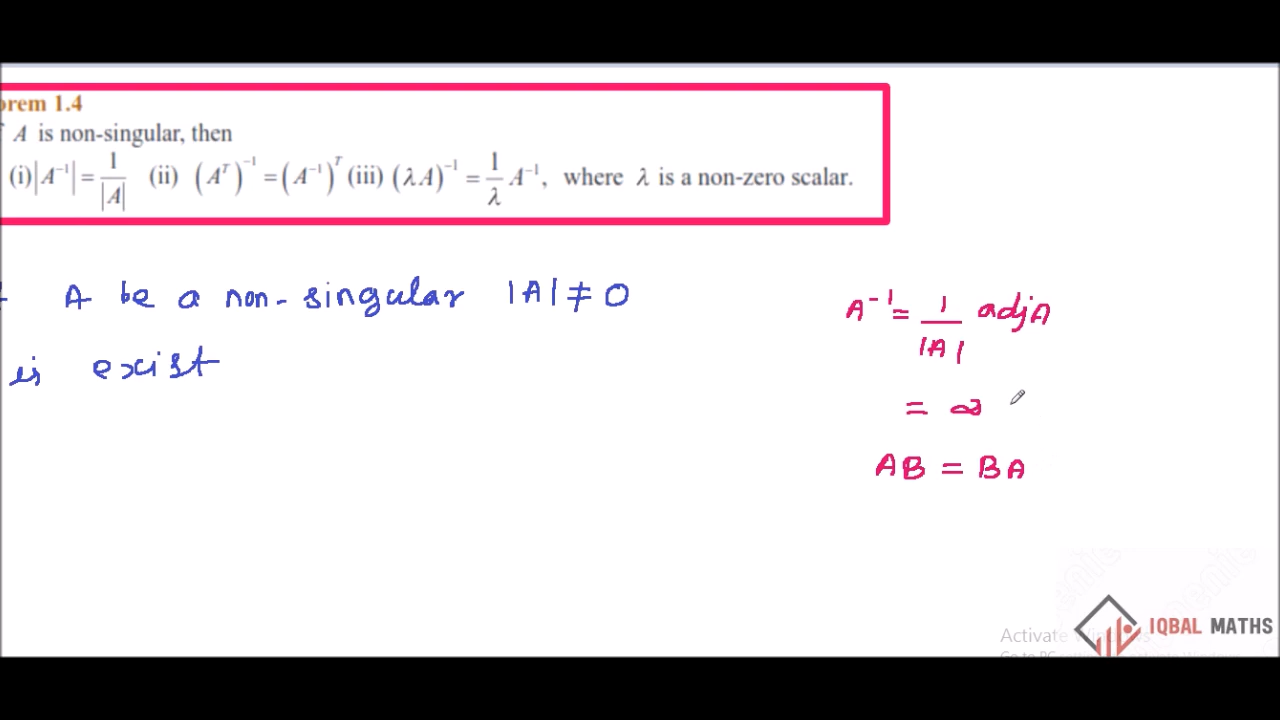 orem 1.4
A is non-singular, then
(i) |A⁻¹| = 1/|A| (ii) (Aᵀ)⁻¹ = (A⁻¹)ᵀ (iii) (λA)⁻¹ = 1/λ A⁻¹, where λ is a non-zero scalar.
A be a non-singular |A| ≠ 0
is exist
A⁻¹ = 1/|A| adjA
= ∞
AB = BA
Activate Windows
IQBAL MATHS